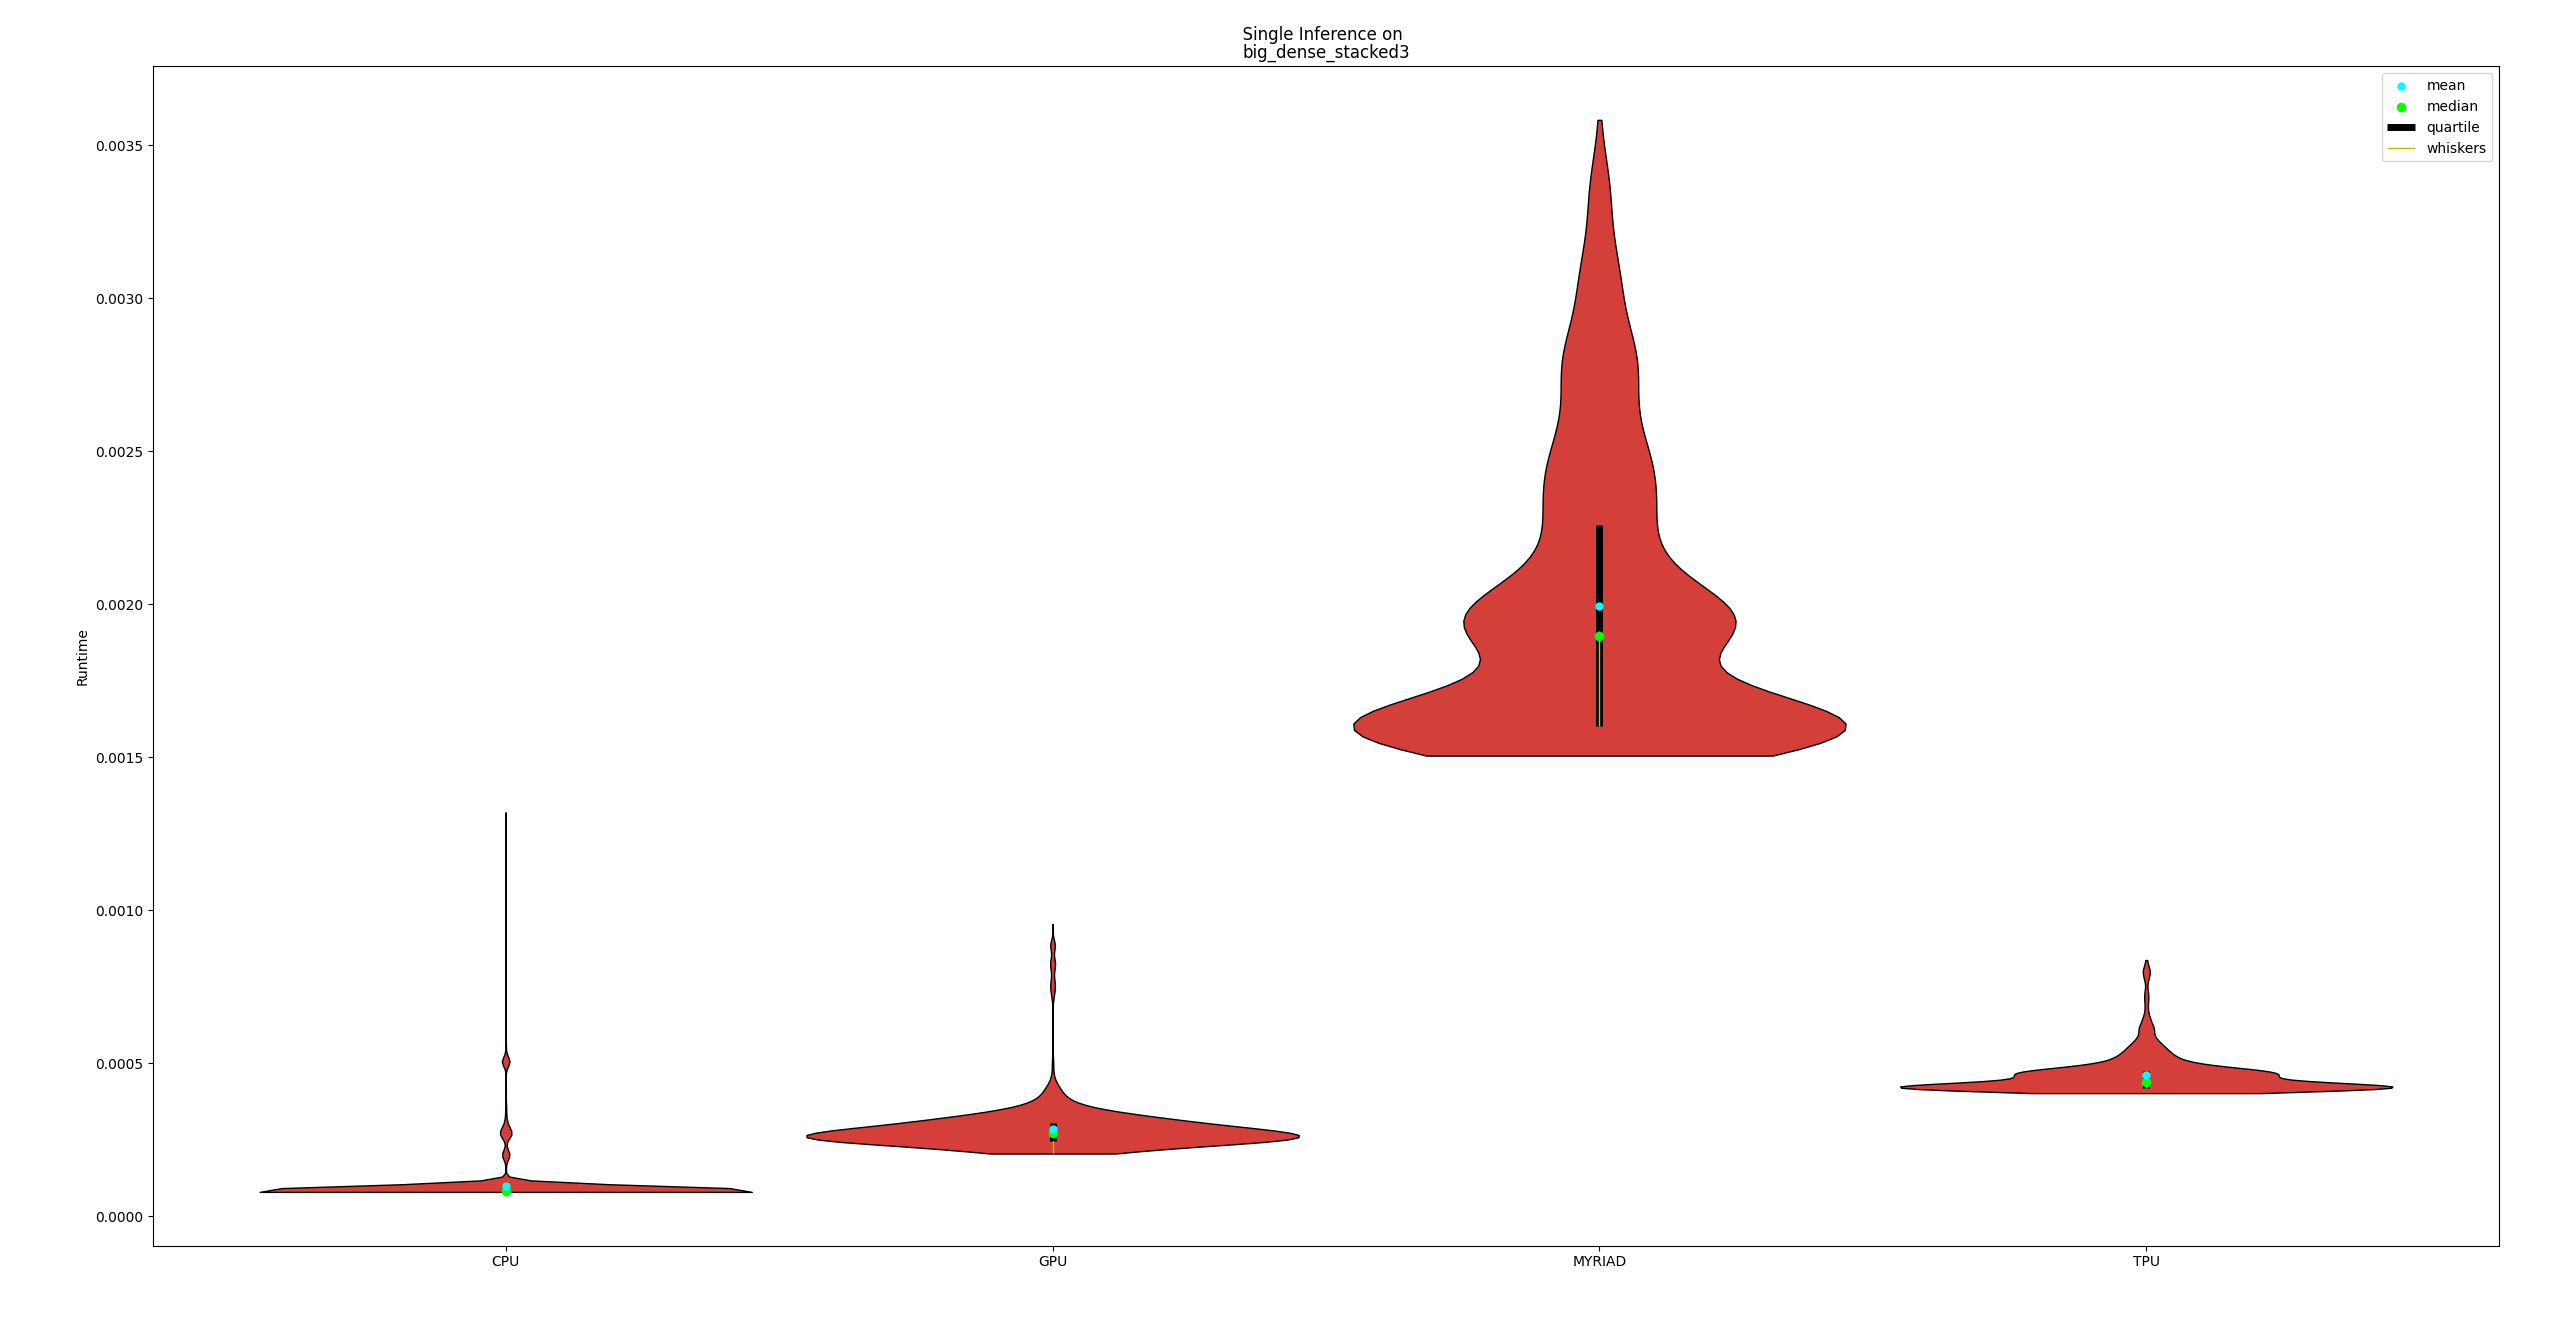 Single Inference on
big_dense_stacked3
mean
median
quartile
whiskers
Runtime
0.0035
0.0030
0.0025
0.0020
0.0015
0.0010
0.0005
0.0000
CPU GPU MYRIAD TPU